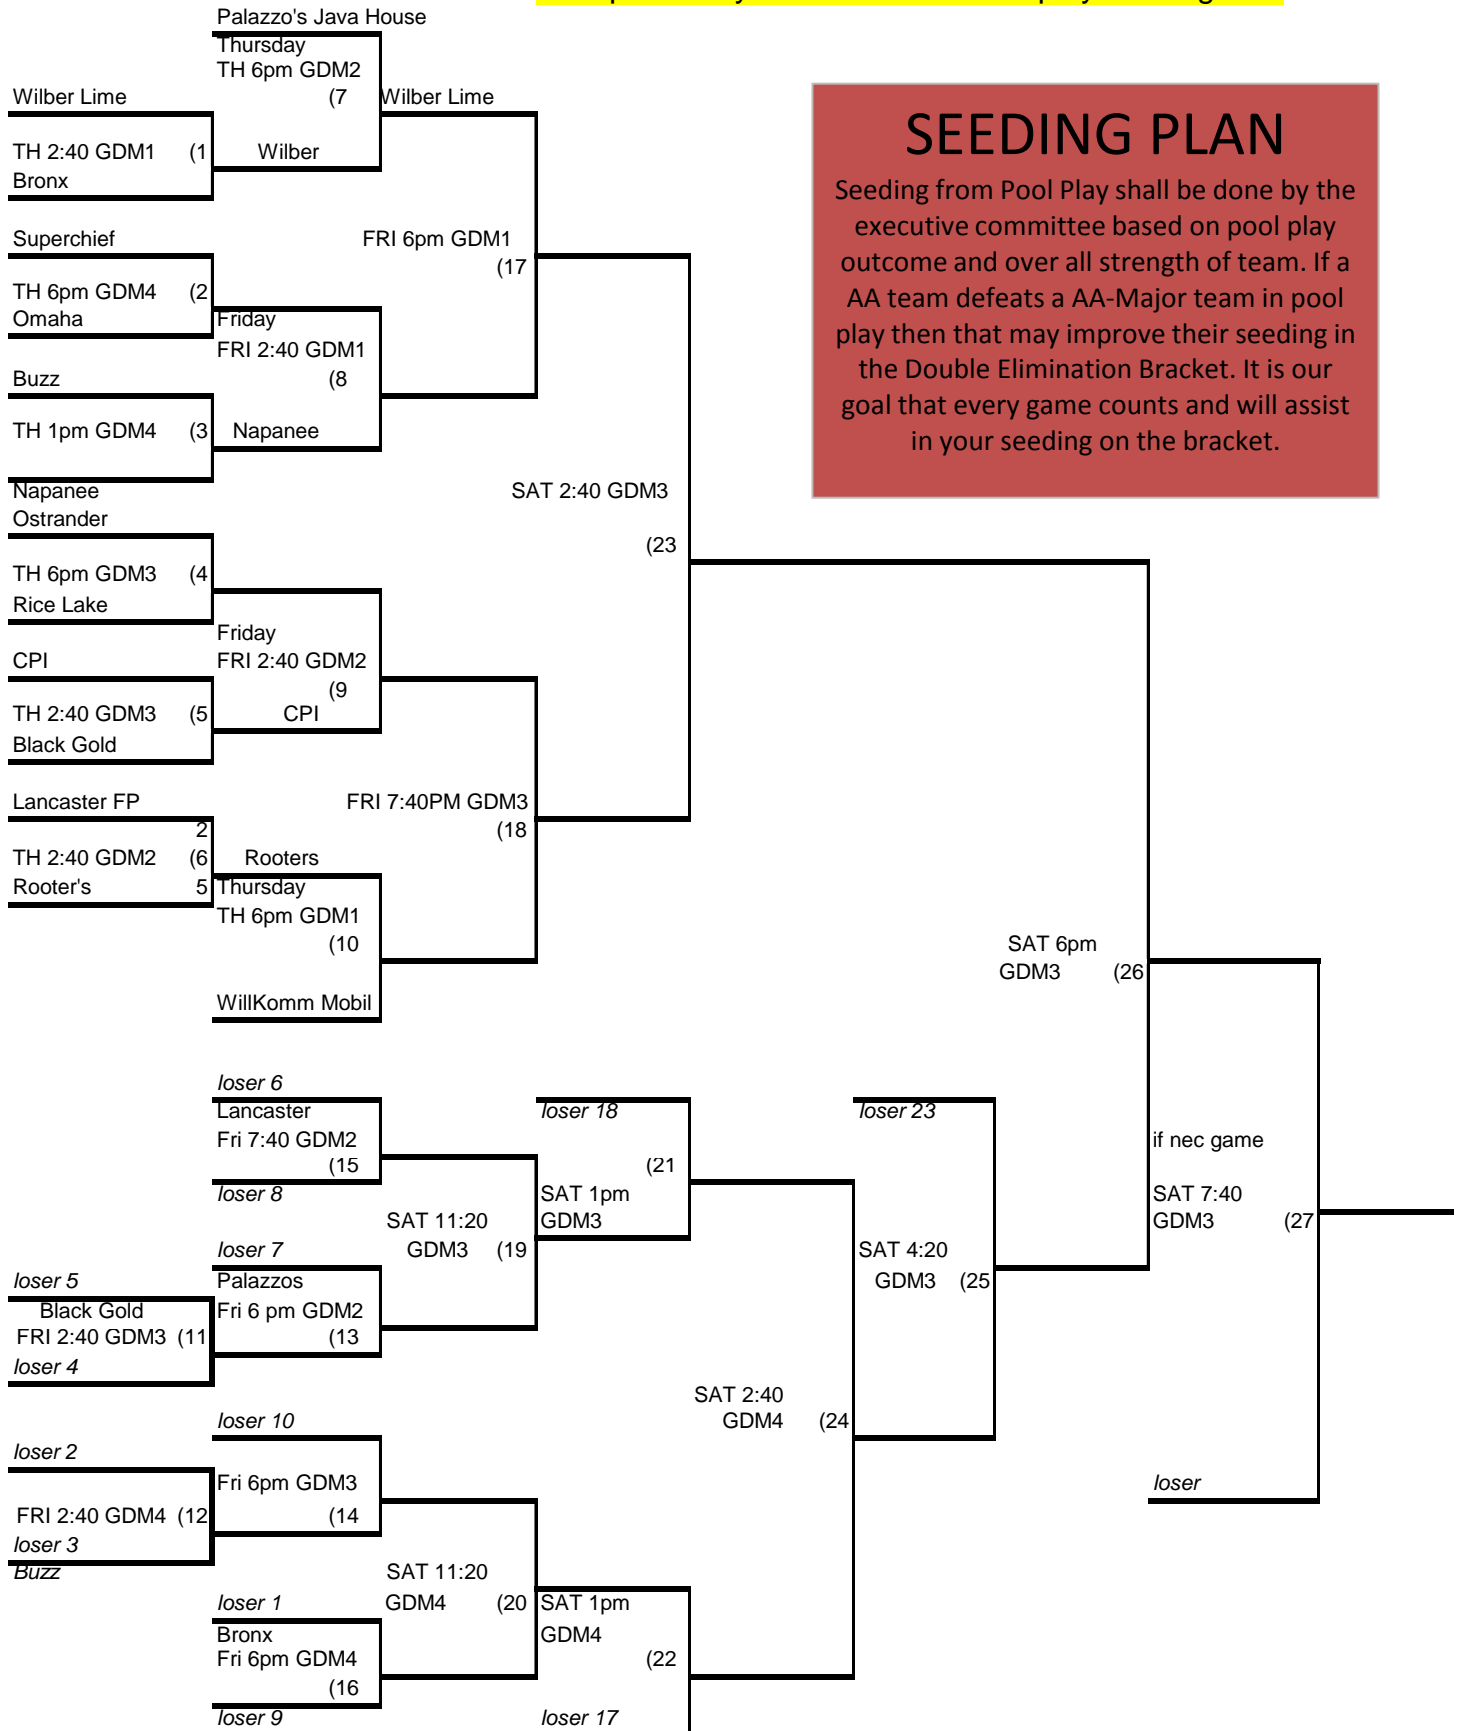 Palazzo's Java House
Thursday
TH 6pm GDM2
(7
Wilber Lime
Wilber Lime
TH 2:40 GDM1 (1
Wilber
Bronx
SEEDING PLAN
Seeding from Pool Play shall be done by the
executive committee based on pool play
outcome and over all strength of team. If a
AA team defeats a AA-Major team in pool
play then that may improve their seeding in
the Double Elimination Bracket. It is our
goal that every game counts and will assist
in your seeding on the bracket.
Superchief
FRI 6pm GDM1
(17
TH 6pm GDM4 (2
Omaha
Friday
FRI 2:40 GDM1
(8
Buzz
TH 1pm GDM4 (3
Napanee
Napanee
SAT 2:40 GDM3
(23
Ostrander
TH 6pm GDM3 (4
Rice Lake
Friday
FRI 2:40 GDM2
(9
CPI
TH 2:40 GDM3 (5
CPI
Black Gold
Lancaster FP
2
FRI 7:40PM GDM3
(18
TH 2:40 GDM2 (6
Rooters
Rooter's 5
Thursday
TH 6pm GDM1
(10
SAT 6pm
GDM3 (26
WillKomm Mobil
loser 6
Lancaster
Fri 7:40 GDM2
(15
loser 8
loser 18
(21
SAT 1pm
GDM3
loser 23
if nec game
SAT 7:40
GDM3 (27
SAT 11:20
GDM3 (19
SAT 4:20
GDM3 (25
loser 7
Palazzos
Fri 6 pm GDM2
(13
loser 5
Black Gold
FRI 2:40 GDM3 (11
loser 4
SAT 2:40
GDM4 (24
loser 10
loser 2
Fri 6pm GDM3
(14
FRI 2:40 GDM4 (12
loser 3
Buzz
loser
SAT 11:20
GDM4 (20
SAT 1pm
GDM4
(22
loser 1
Bronx
Fri 6pm GDM4
(16
loser 9
loser 17